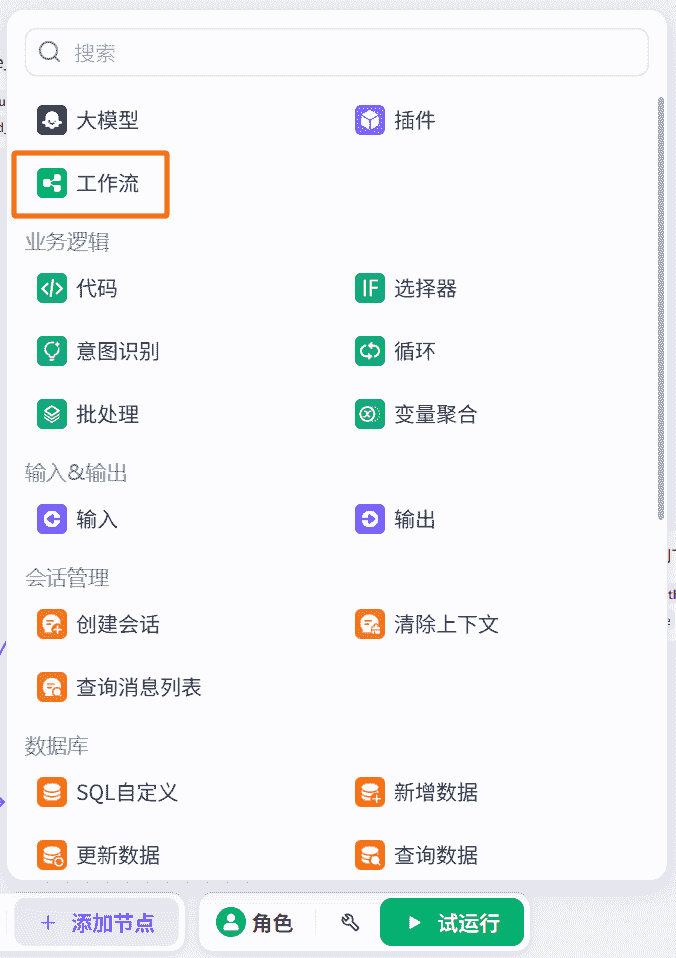 搜索
大模型 插件
工作流
业务逻辑
代码 IF 选择器
意图识别 循环
批处理 变量聚合
输入&输出
输入 输出
会话管理
创建会话 清除上下文
查询消息列表
数据库
SQL自定义 新增数据
更新数据 查询数据
+ 添加节点 角色 试运行